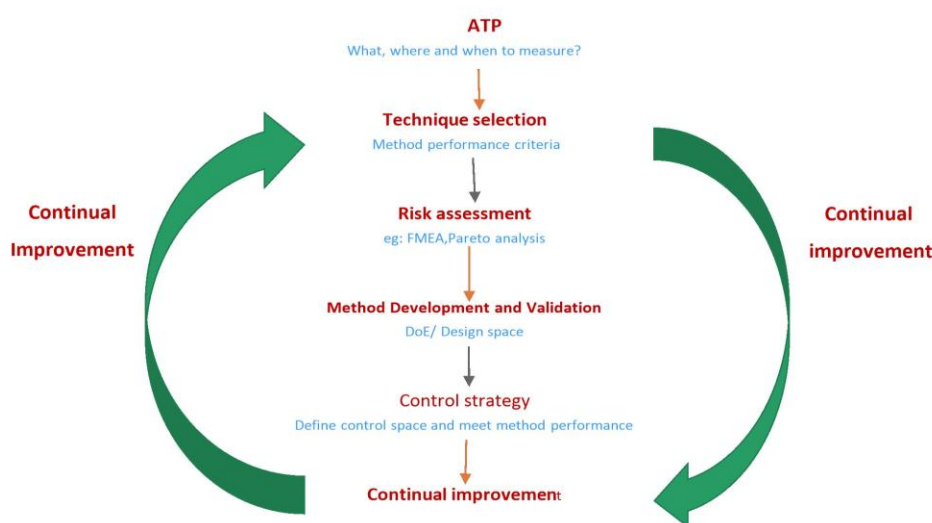 ATP
What, where and when to measure?
Technique selection
Method performance criteria
Continual
Improvement
Risk assessment
eg: FMEA,Pareto analysis
Continual
improvement
Method Development and Validation
DoE/ Design space
Control strategy
Define control space and meet method performance
Continual improvement